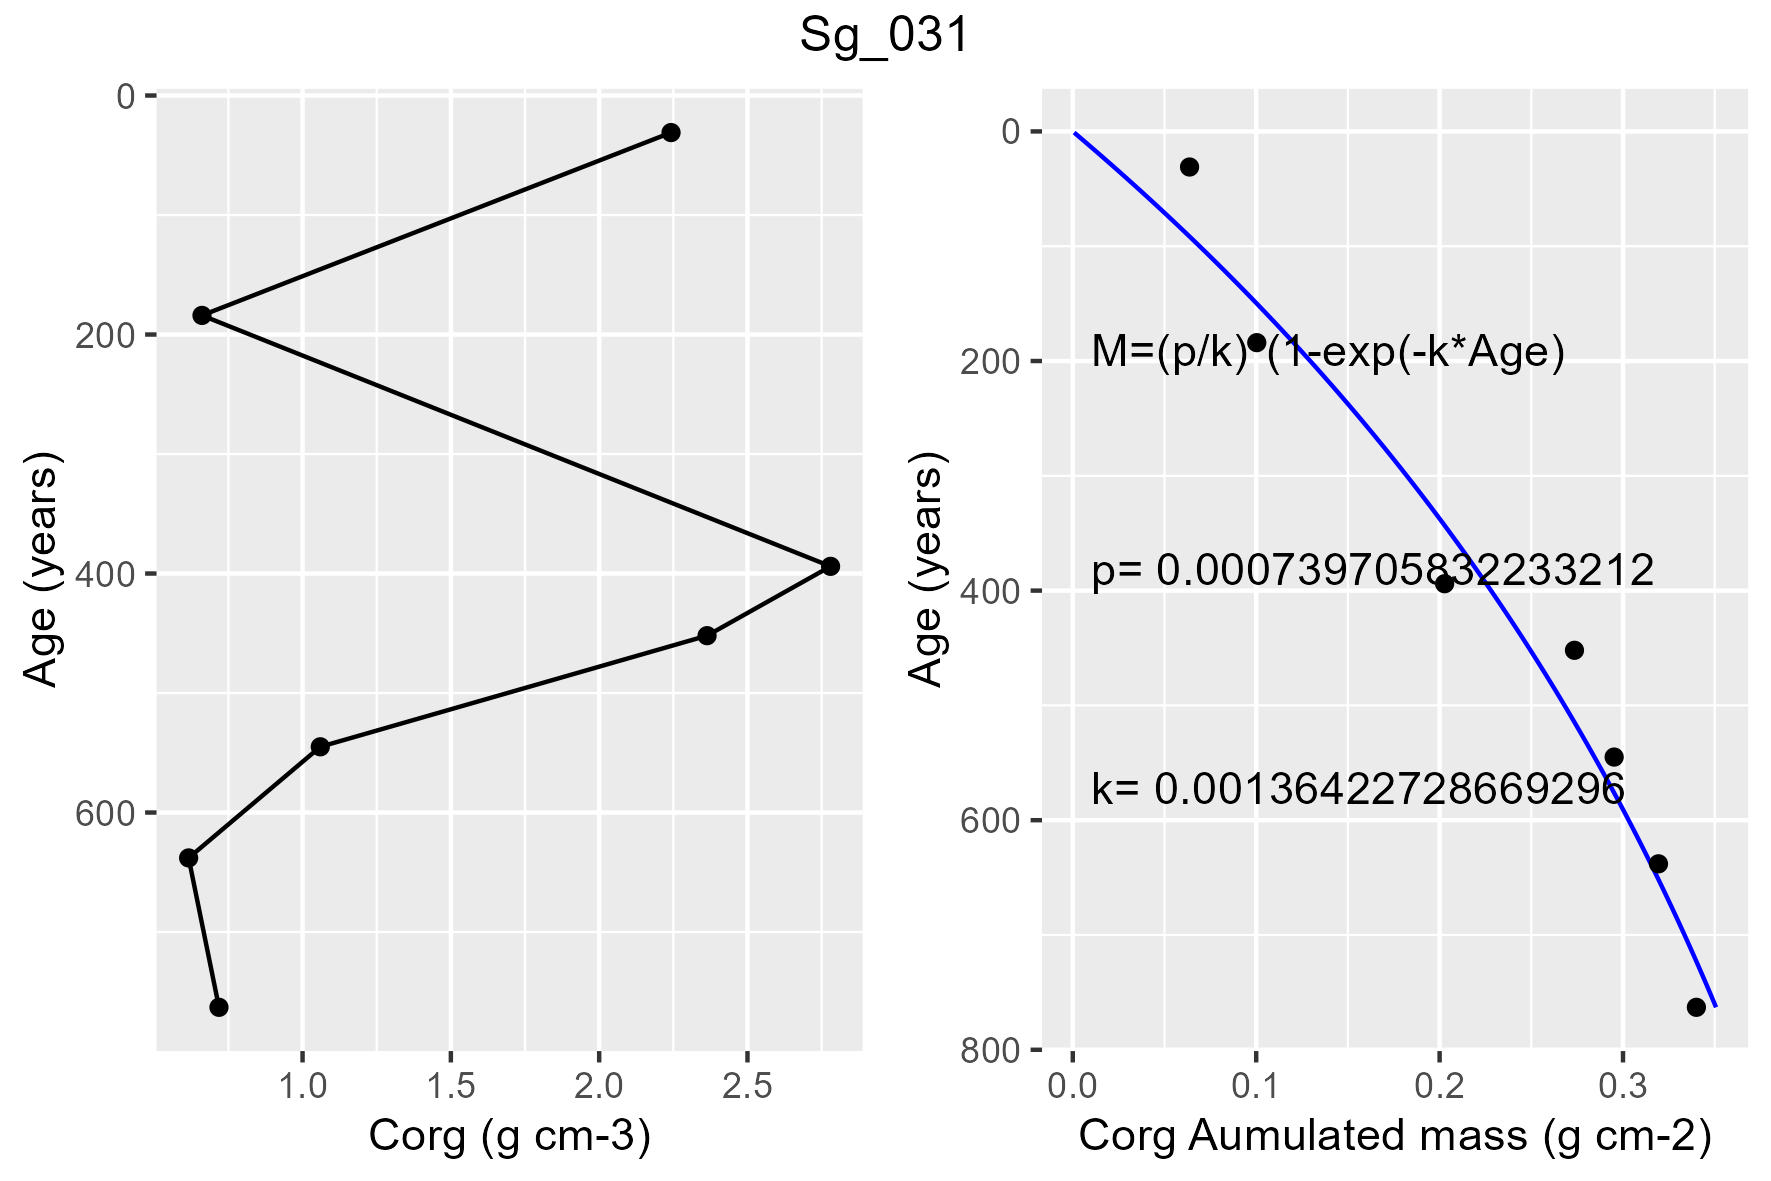 Sg_031
0
200
400
600
Age (years)
1.0
1.5
2.0
2.5
Corg (g cm-3)
0
200
400
600
800
Age (years)
M=(p/k)*(1-exp(-k*Age)
p= 0.000739705832233212
k= 0.00136422728669296
0.0
0.1
0.2
0.3
Corg Aumulated mass (g cm-2)